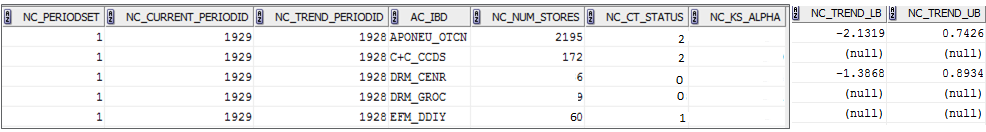 NC_PERIODSET NC_CURRENT_PERIODID NC_TREND_PERIODID AC_IBD NC_NUM_STORES NC_CT_STATUS NC_KS_ALPHA NC_TREND_LB NC_TREND_UB
1 1929 1928 APONEU_OTCN 2195 2 -2.1319 0.7426
1 1929 1928 C+C_CCDS 172 2 (null) (null)
1 1929 1928 DRM_CENR 6 0 -1.3868 0.8934
1 1929 1928 DRM_GROC 9 0 (null) (null)
1 1929 1928 EFM_DDIY 60 1 (null) (null)